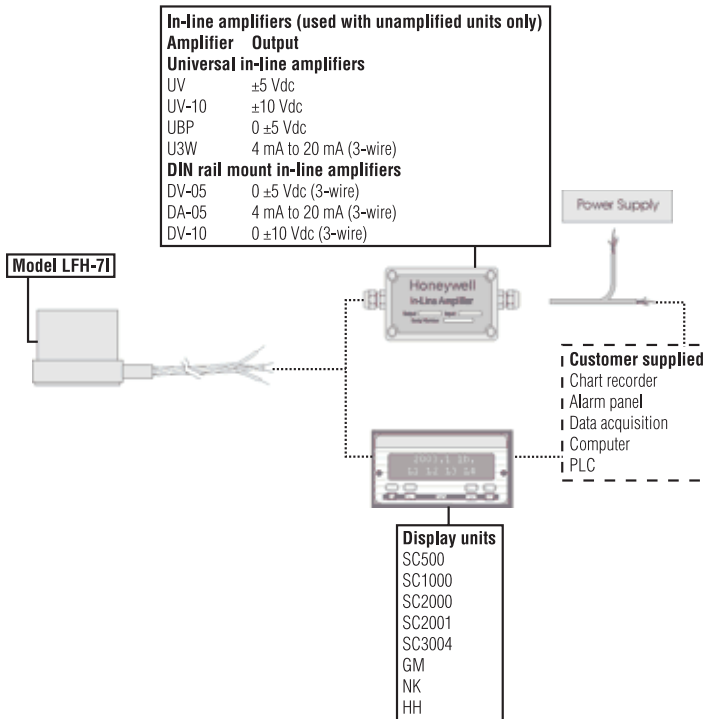 In-line amplifiers (used with unamplified units only)
Amplifier Output
Universal in-line amplifiers
UV ±5 Vdc
UV-10 ±10 Vdc
UBP 0 ±5 Vdc
U3W 4 mA to 20 mA (3-wire)
DIN rail mount in-line amplifiers
DV-05 0 ±5 Vdc (3-wire)
DA-05 4 mA to 20 mA (3-wire)
DV-10 0 ±10 Vdc (3-wire)
Power Supply
Model LFH-7I
Honeywell
In-Line Amplifier
Customer supplied
Chart recorder
Alarm panel
Data acquisition
Computer
PLC
Display units
SC500
SC1000
SC2000
SC2001
SC3004
GM
NK
HH